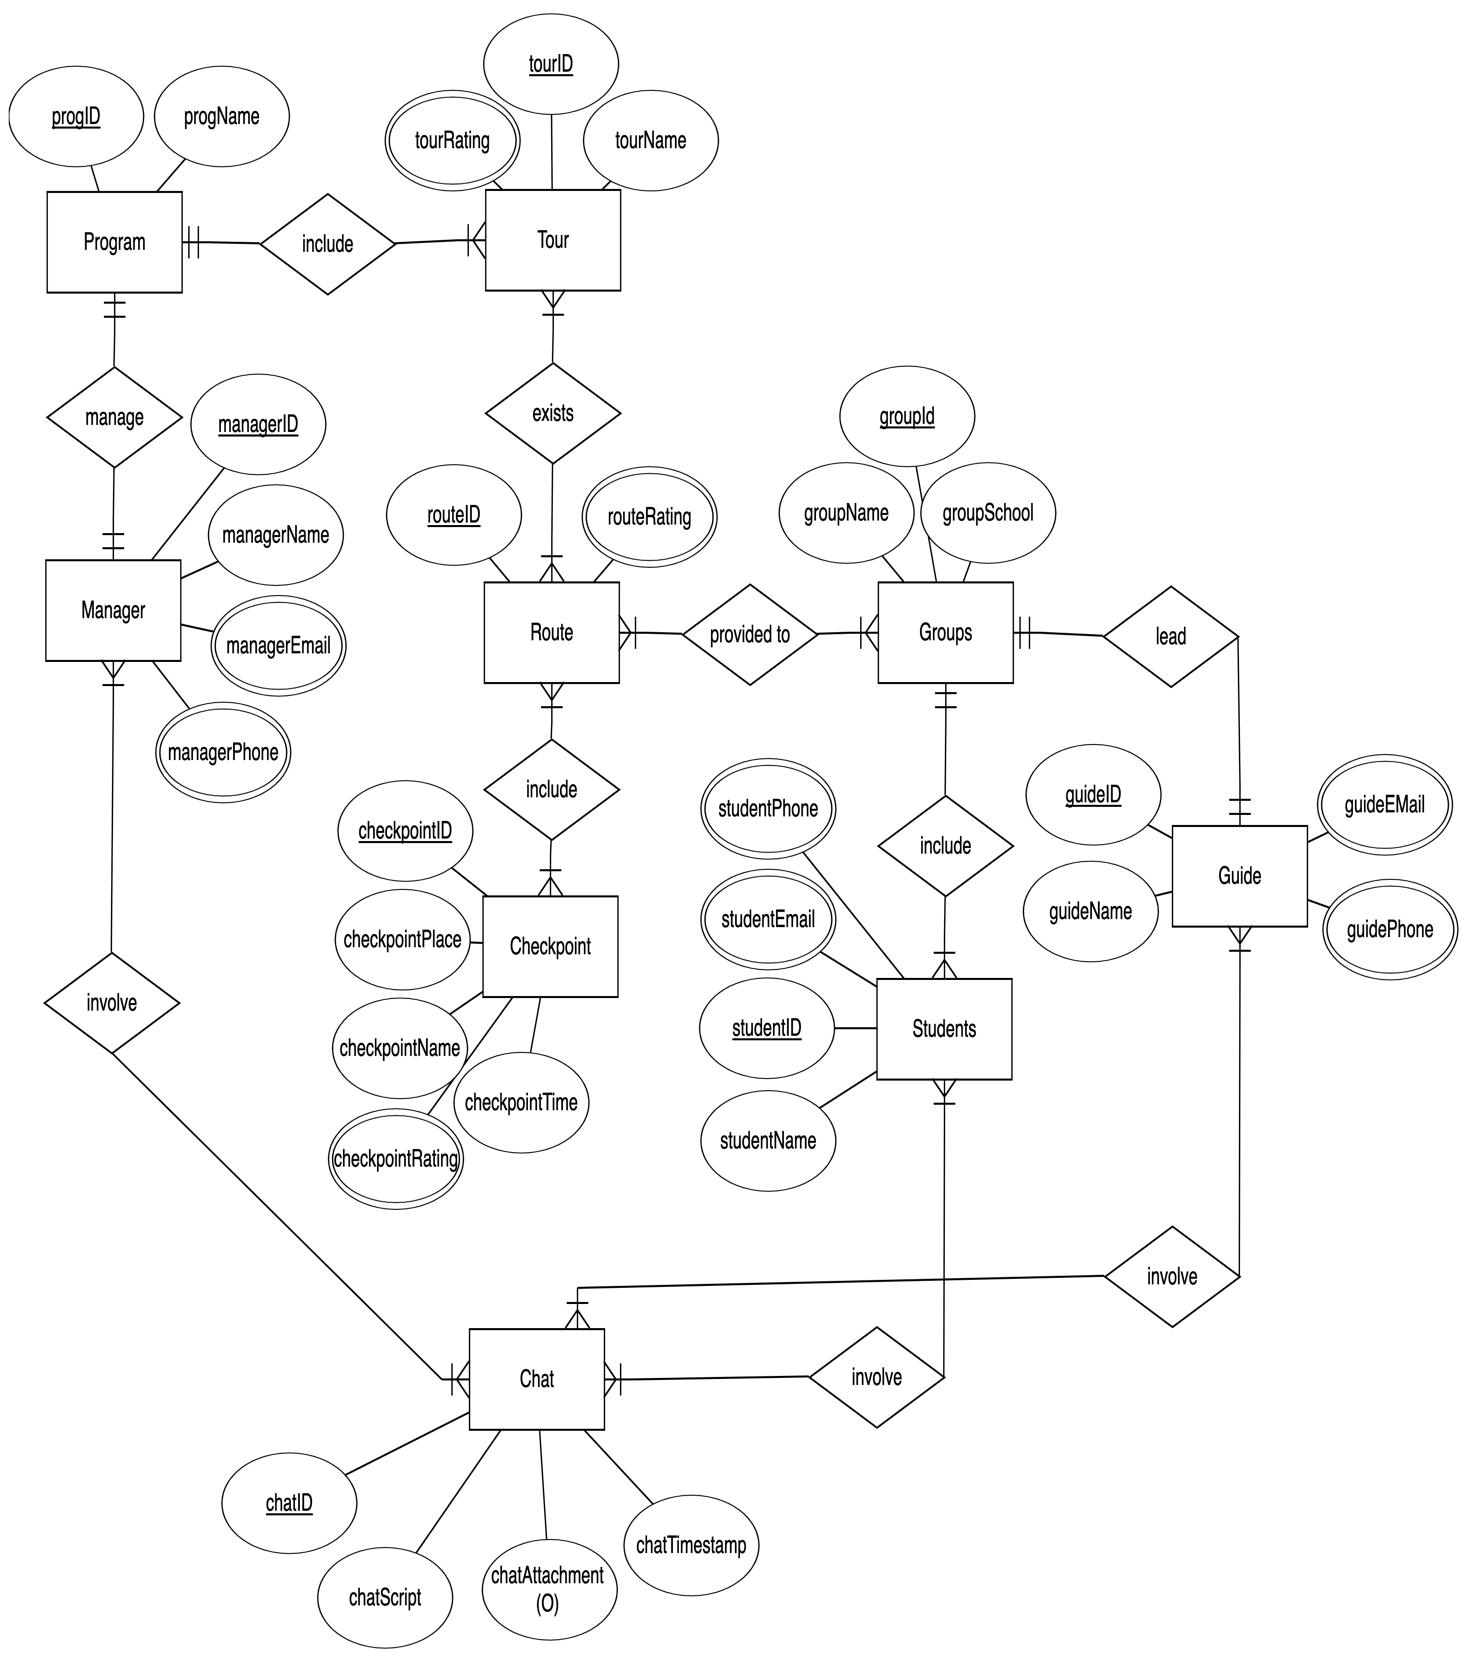 tourID
progID
progName
tourRating
tourName
Program
include
Tour
manage
managerID
exists
groupId
managerName
routeID
routeRating
groupName
groupSchool
Manager
managerEmail
Route
provided to
Groups
lead
managerPhone
include
checkpointID
studentPhone
include
guideID
guideEMail
Guide
checkpointPlace
Checkpoint
studentEmail
guideName
guidePhone
involve
checkpointName
studentID
Students
checkpointTime
checkpointRating
studentName
involve
Chat
involve
chatID
chatScript
chatAttachment
(O)
chatTimestamp